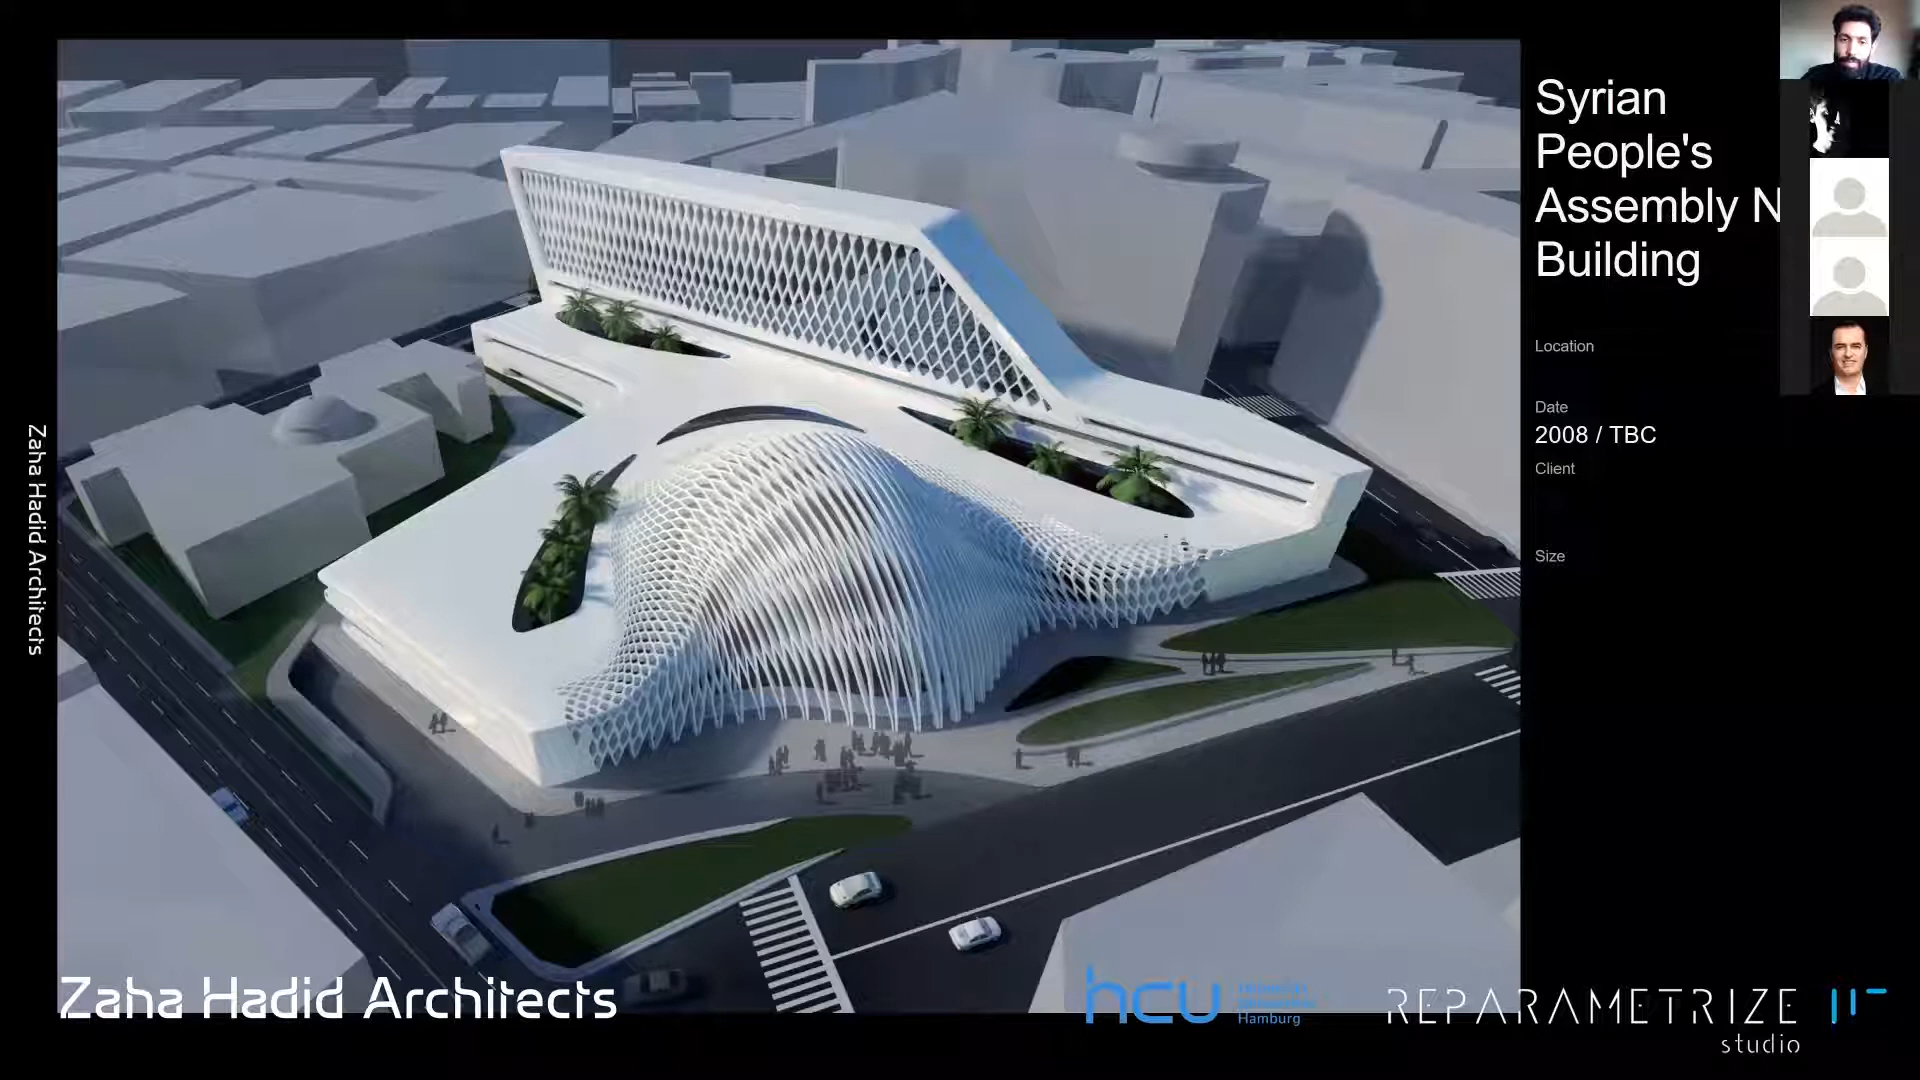 Syrian
People's
Assembly N
Building
Location
Date
2008 / TBC
Client
Size
Zaha Hadid Architects
Zaha Hadid Architects
hcu
Hamburg
REPARAMETRIZE
studio